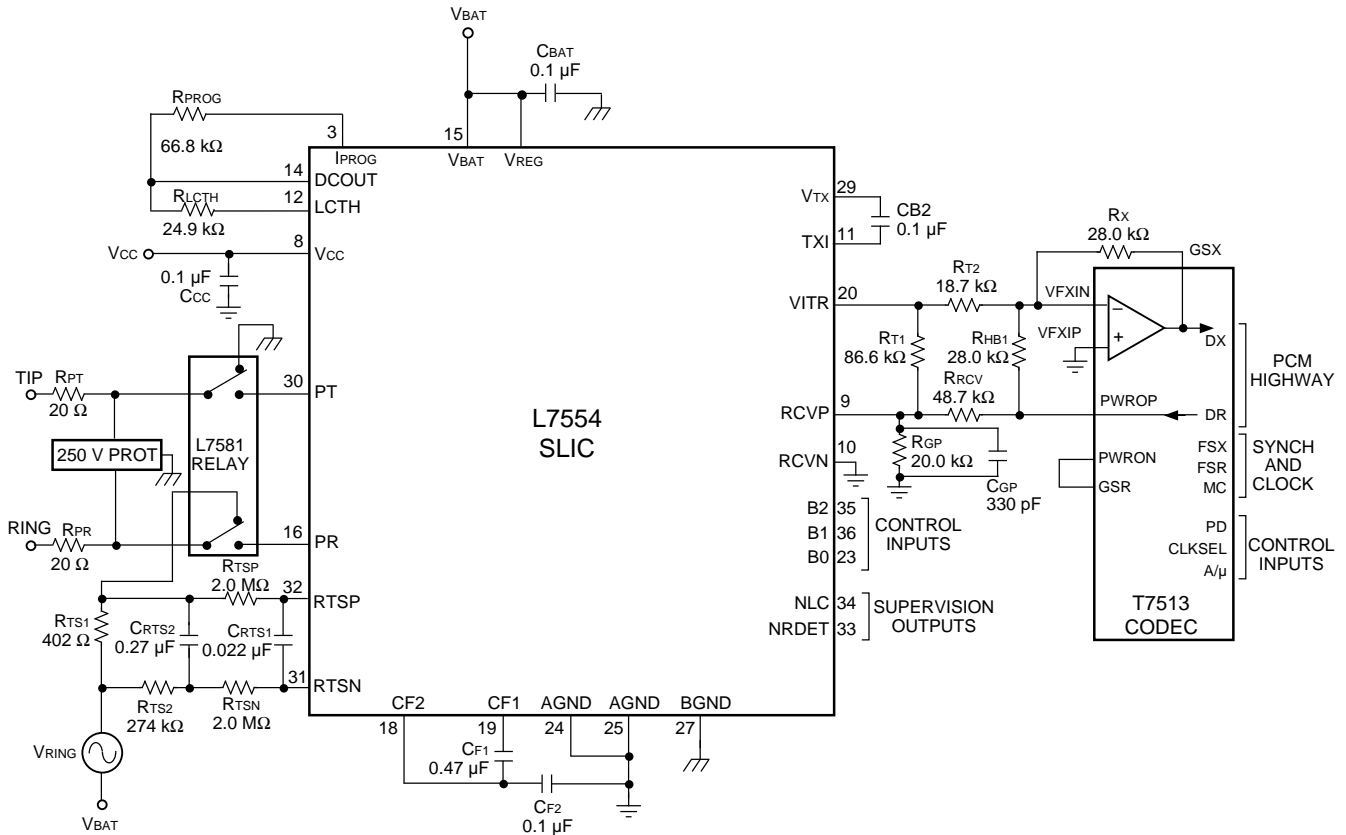 VBAT
CBAT
0.1 µF
RPROG
66.8 kΩ
3
IPROG
15
VBAT
VREG
14
DCOUT
RLCTH
24.9 kΩ
12
LCTH
VCC
8
VCC
0.1 µF
CCC
TIP
RPT
20 Ω
30
PT
250 V PROT
L7581
RELAY
RING
RPR
20 Ω
16
PR
RTSP
2.0 MΩ
32
RTSP
RTS1
402 Ω
CRTS2
0.27 µF
CRTS1
0.022 µF
31
RTSN
RTS2
274 kΩ
RTSN
2.0 MΩ
VRING
VBAT
L7554
SLIC
CF2
18
CF1
19
AGND
24
AGND
25
BGND
27
CF1
0.47 µF
CF2
0.1 µF
VTX
29
CB2
0.1 µF
TXI
11
VITR
20
RT2
18.7 kΩ
RX
28.0 kΩ
GSX
VFXIN
VFXIP
RT1
86.6 kΩ
RHB1
28.0 kΩ
RRCV
48.7 kΩ
RCVP
9
RCVN
10
RGP
20.0 kΩ
CGP
330 pF
B2
35
B1
36
B0
23
CONTROL
INPUTS
NLC
34
NRDET
33
SUPERVISION
OUTPUTS
DX
PWROP
DR
PCM
HIGHWAY
PWRON
GSR
FSX
FSR
MC
SYNCH
AND
CLOCK
PD
CLKSEL
A/µ
CONTROL
INPUTS
T7513
CODEC